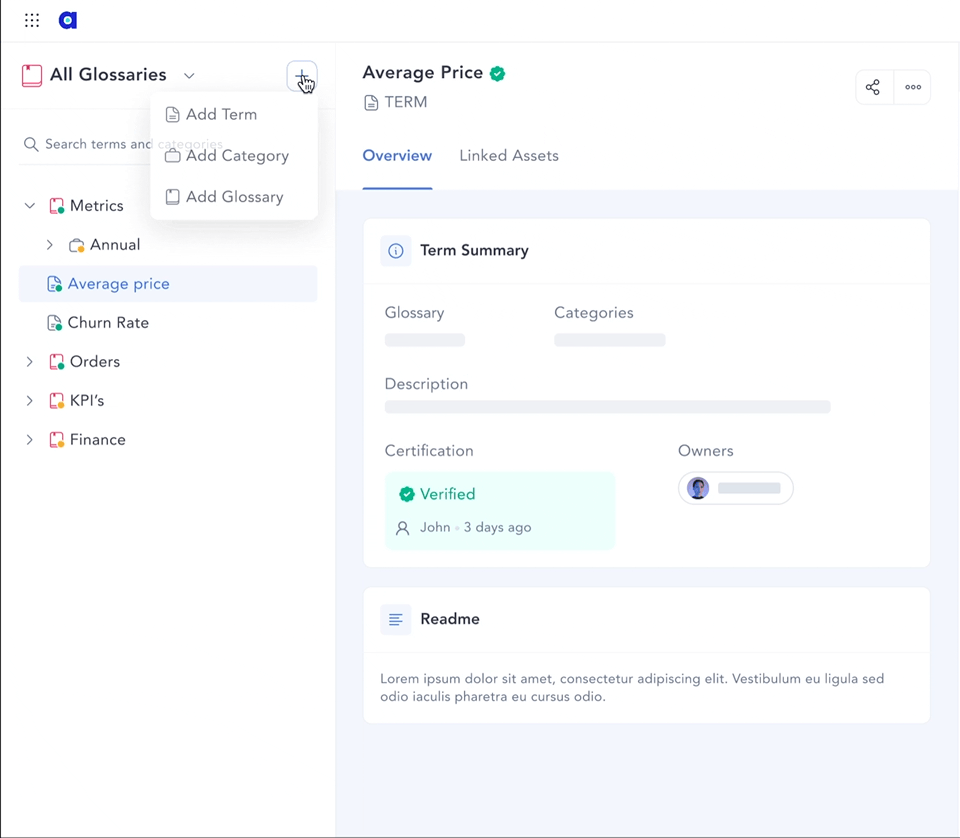 All Glossaries
Add Term
Search terms and categories
Add Category
Add Glossary
Metrics
Annual
Average price
Churn Rate
Orders
KPI’s
Finance
Average Price
TERM
Overview
Linked Assets
Term Summary
Glossary
Categories
Description
Certification
Owners
Verified
John • 3 days ago
Readme
Lorem ipsum dolor sit amet, consectetur adipiscing elit. Vestibulum eu ligula sed
odio iaculis pharetra eu cursus odio.